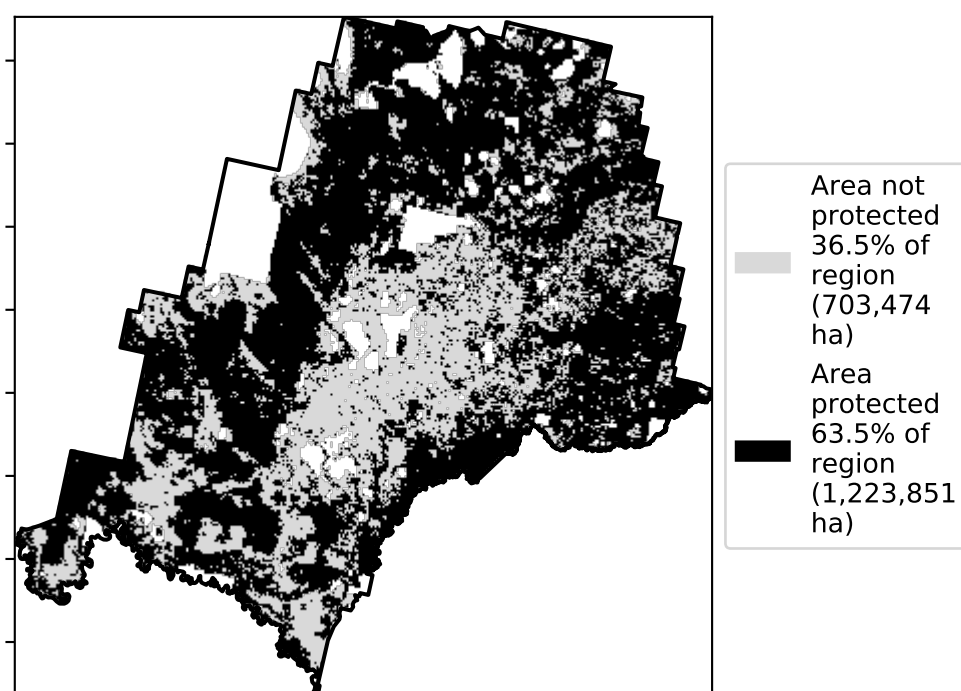 Area not
protected
36.5% of
region
(703,474
ha)
Area
protected
63.5% of
region
(1,223,851
ha)